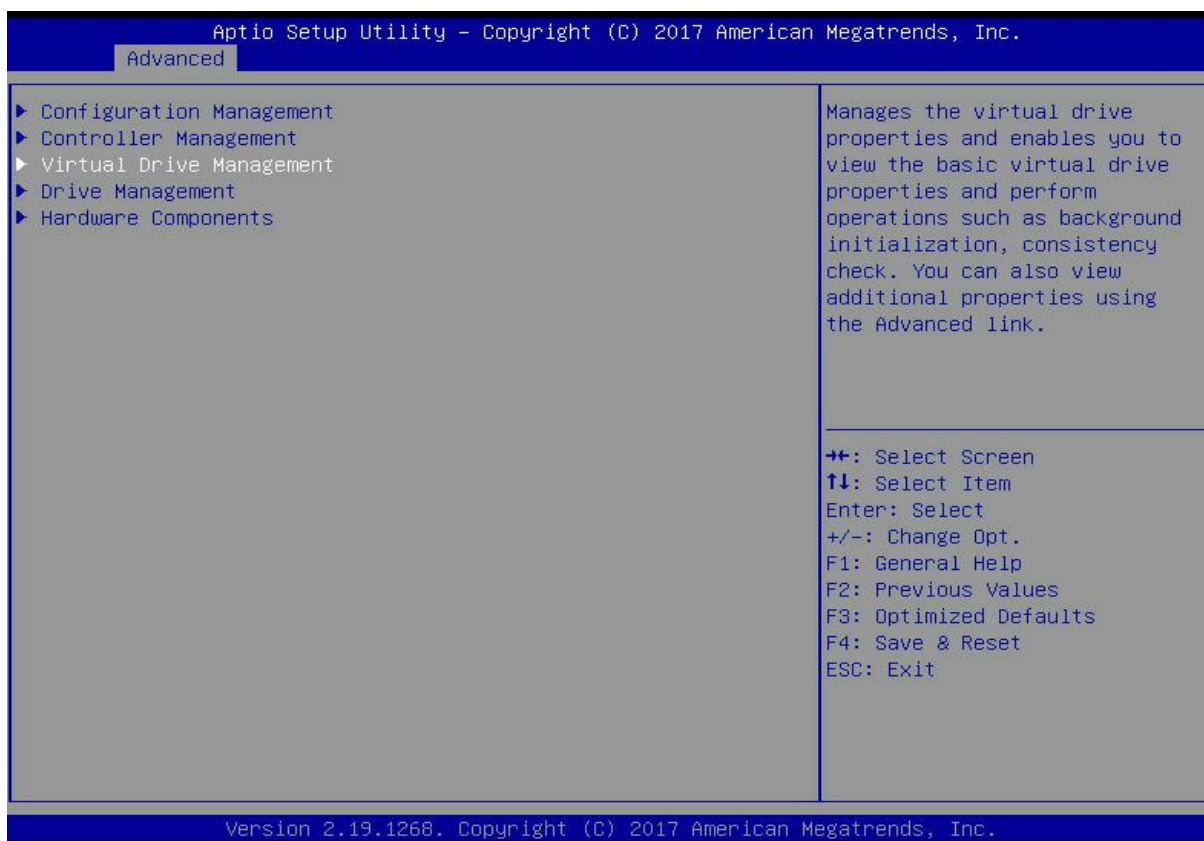 Aptio Setup Utility – Copyright (C) 2017 American Megatrends, Inc.
Advanced
Configuration Management
Controller Management
Virtual Drive Management
Drive Management
Hardware Components
Manages the virtual drive
properties and enables you to
view the basic virtual drive
properties and perform
operations such as background
initialization, consistency
check. You can also view
additional properties using
the Advanced link.
→←: Select Screen
↑↓: Select Item
Enter: Select
+/-: Change Opt.
F1: General Help
F2: Previous Values
F3: Optimized Defaults
F4: Save & Reset
ESC: Exit
Version 2.19.1268. Copyright (C) 2017 American Megatrends, Inc.